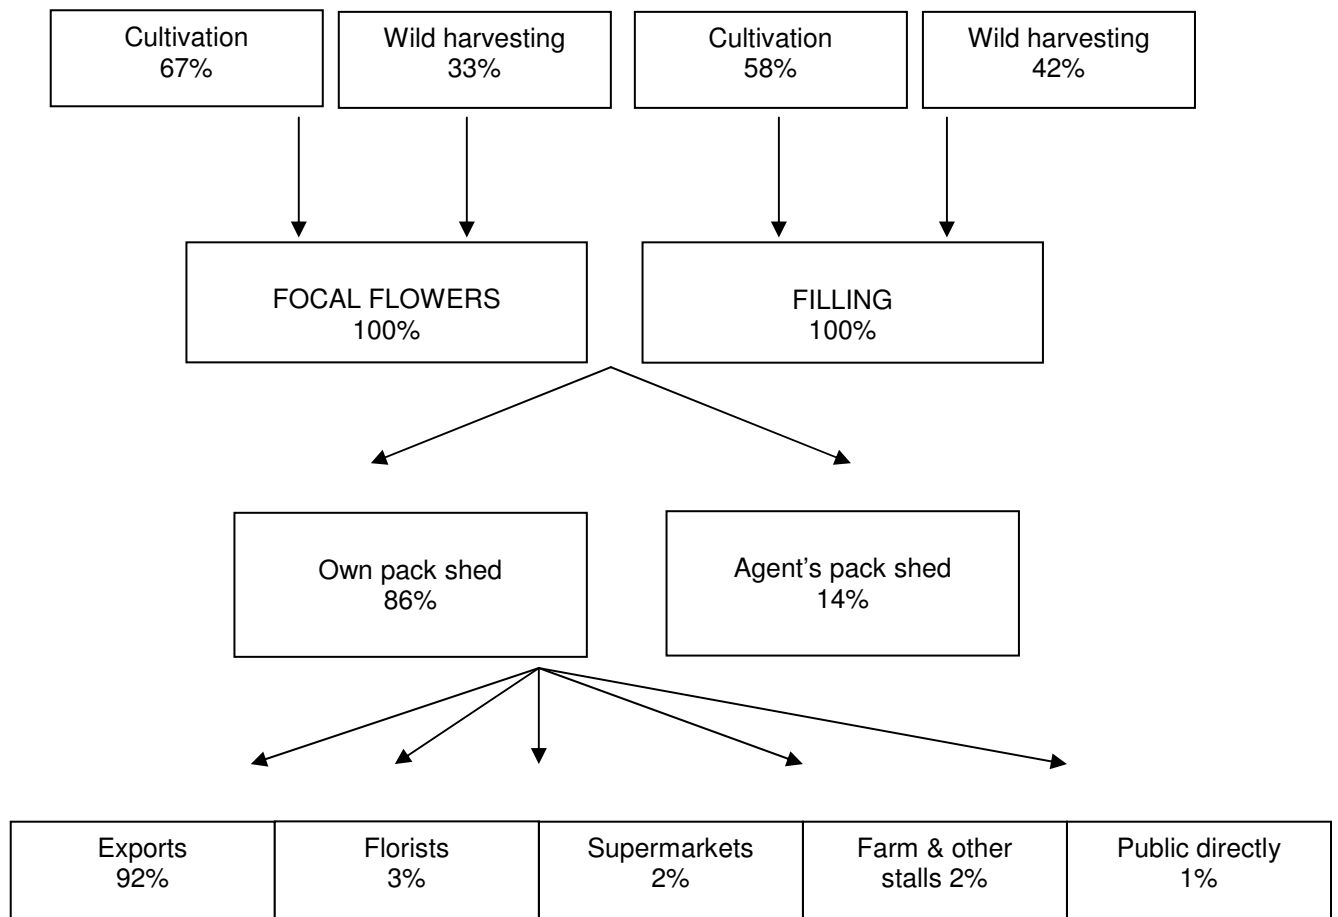 Cultivation
67%
Wild harvesting
33%
Cultivation
58%
Wild harvesting
42%
FOCAL FLOWERS
100%
FILLING
100%
Own pack shed
86%
Agent’s pack shed
14%
Exports
92%
Florists
3%
Supermarkets
2%
Farm & other
stalls 2%
Public directly
1%